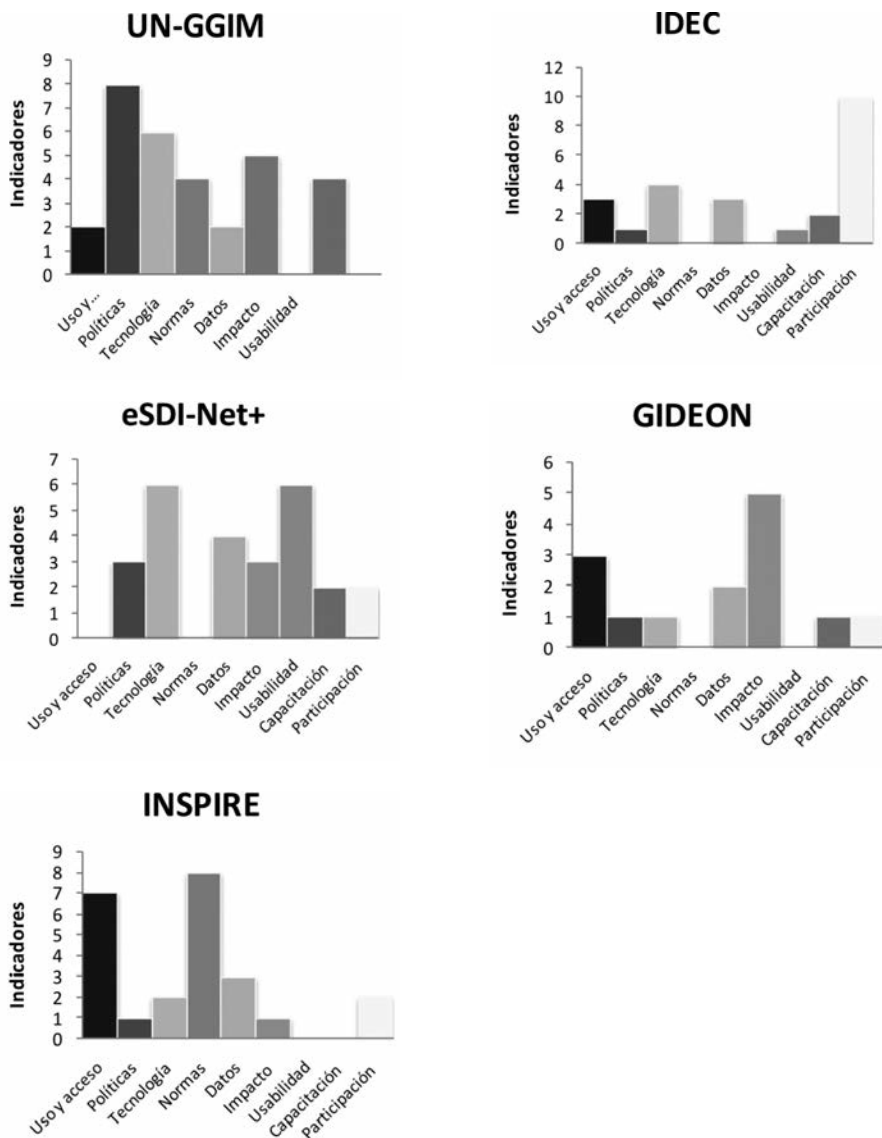 UN-GGIM
Indicadores
9
8
7
6
5
4
3
2
1
0
Uso y...
Políticas
Tecnología
Normas
Datos
Impacto
Usabilidad
IDEC
Indicadores
12
10
8
6
4
2
0
Uso y acceso
Políticas
Tecnología
Normas
Datos
Impacto
Usabilidad
Capacitación
Participación
eSDI-Net+
Indicadores
7
6
5
4
3
2
1
0
Uso y acceso
Políticas
Tecnología
Normas
Datos
Impacto
Usabilidad
Capacitación
Participación
GIDEON
Indicadores
6
5
4
3
2
1
0
Uso y acceso
Políticas
Tecnología
Normas
Datos
Impacto
Usabilidad
Capacitación
Participación
INSPIRE
Indicadores
9
8
7
6
5
4
3
2
1
0
Uso y acceso
Políticas
Tecnología
Normas
Datos
Impacto
Usabilidad
Capacitación
Participación